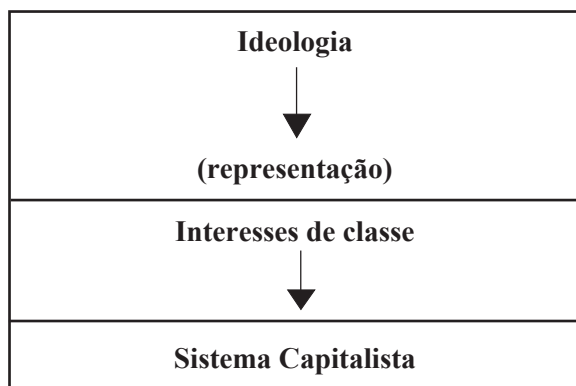 Ideologia
(representação)
Interesses de classe
Sistema Capitalista